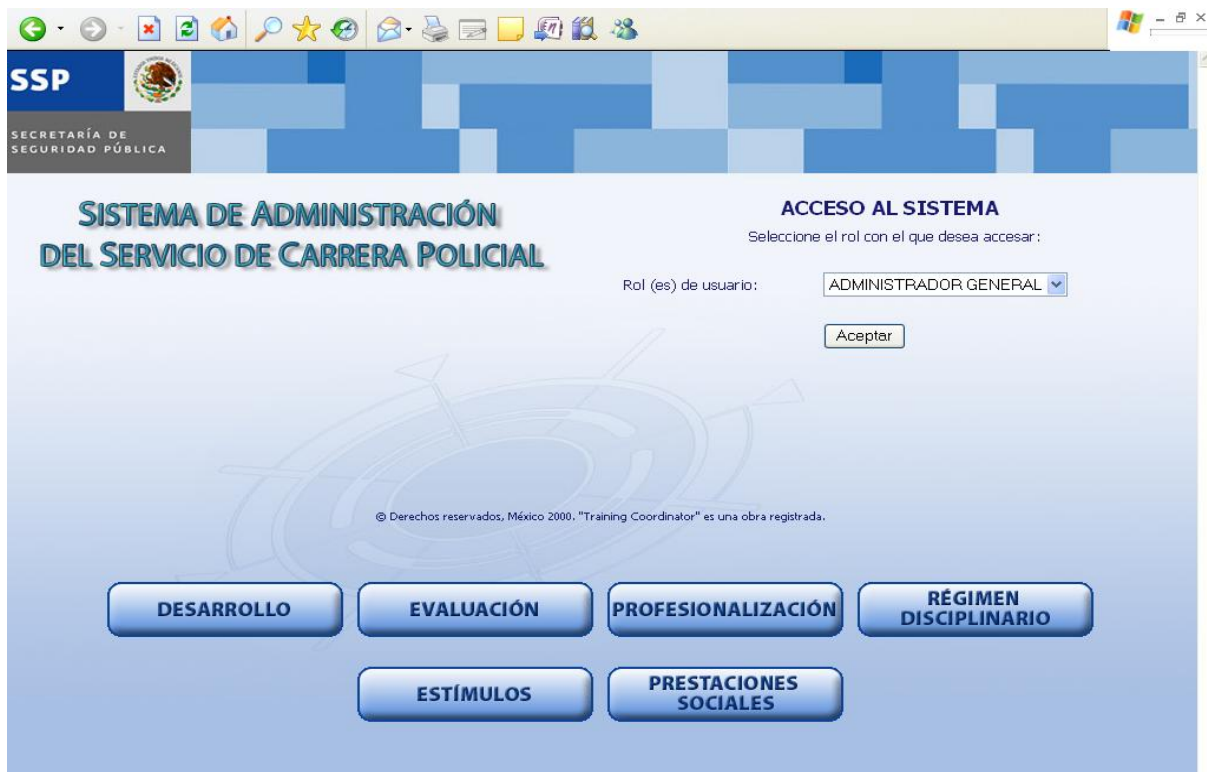 SSP
SECRETARÍA DE
SEGURIDAD PÚBLICA
SISTEMA DE ADMINISTRACIÓN
DEL SERVICIO DE CARRERA POLICIAL
ACCESO AL SISTEMA
Seleccione el rol con el que desea accesar:
Rol (es) de usuario: ADMINISTRADOR GENERAL
Aceptar
© Derechos reservados, México 2000. "Training Coordinator" es una obra registrada.
DESARROLLO
EVALUACIÓN
PROFESIONALIZACIÓN
RÉGIMEN
DISCIPLINARIO
ESTÍMULOS
PRESTACIONES
SOCIALES